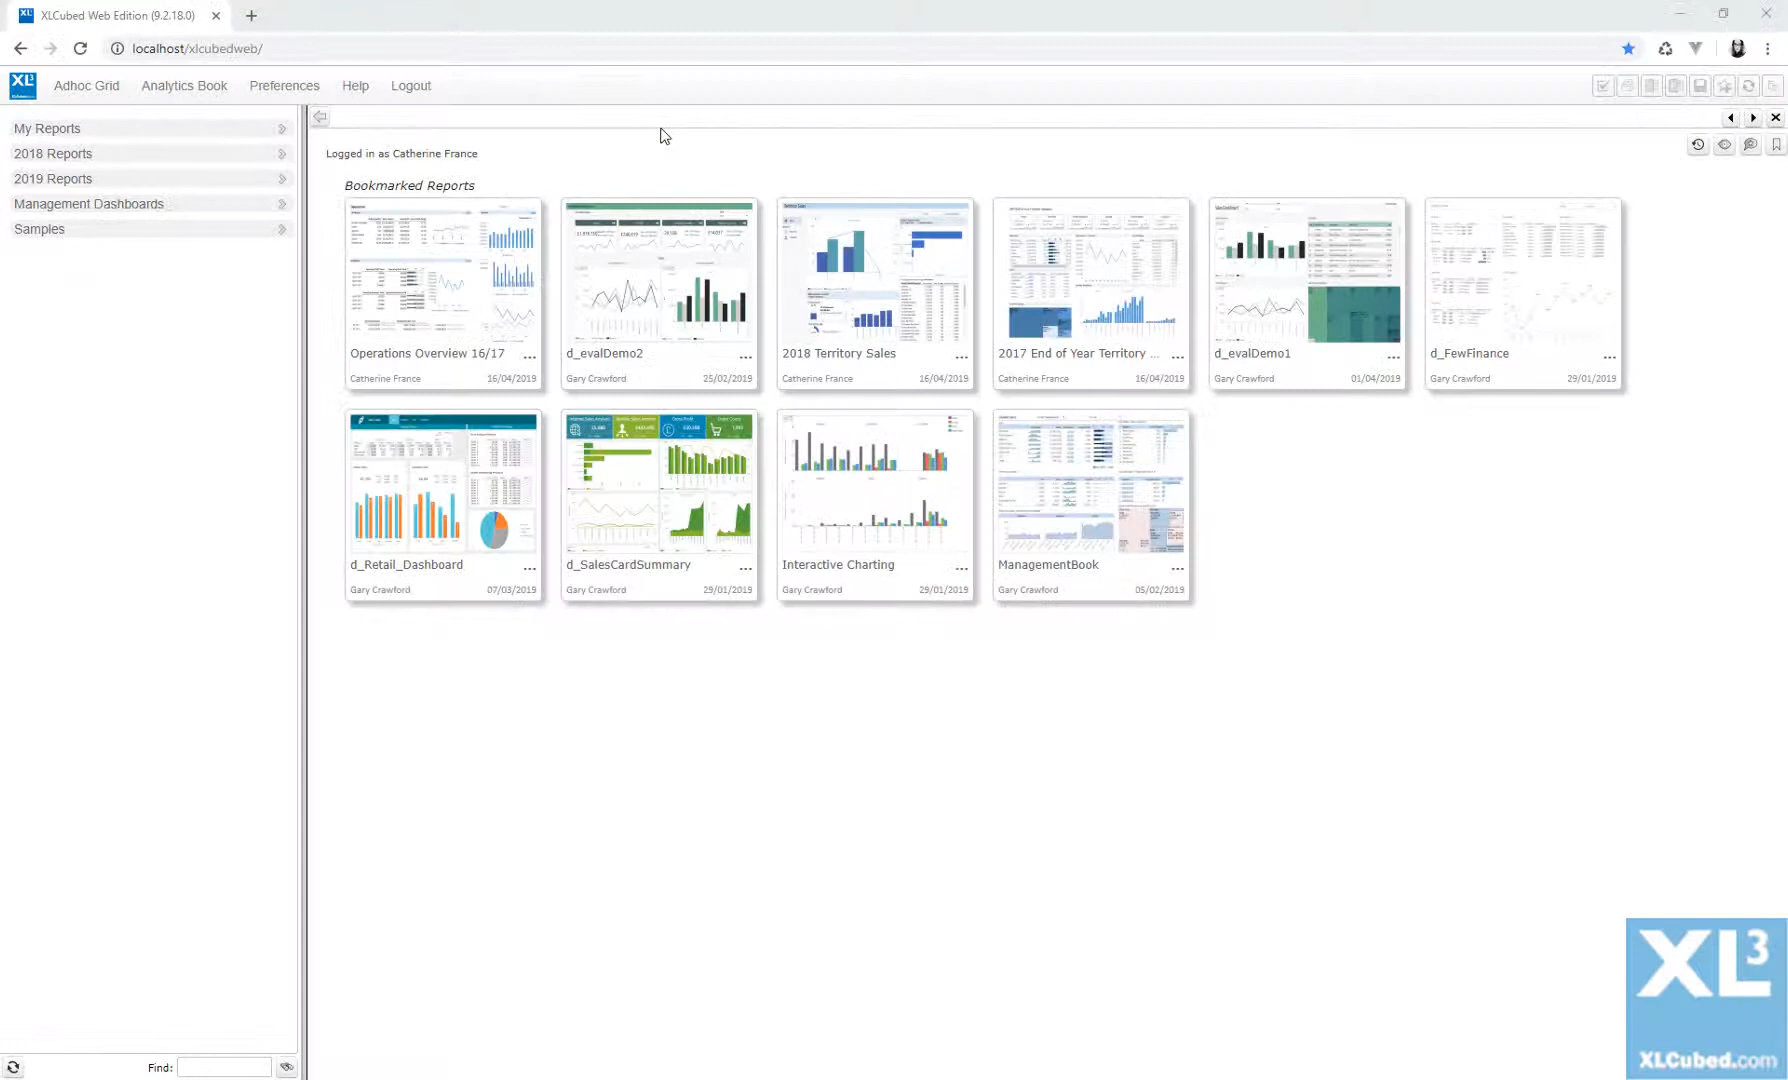 XLCubed Web Edition (9.2.18.0)
localhost/xlcubedweb/
XL3
XLCubed.com
Adhoc Grid
Analytics Book
Preferences
Help
Logout
My Reports
2018 Reports
2019 Reports
Management Dashboards
Samples
Logged in as Catherine France
Bookmarked Reports
Operations Overview 16/17 ...
Catherine France 16/04/2019
d_evalDemo2 ...
Gary Crawford 25/02/2019
2018 Territory Sales ...
Catherine France 16/04/2019
2017 End of Year Territory ... ...
Catherine France 16/04/2019
d_evalDemo1 ...
Gary Crawford 01/04/2019
d_FewFinance ...
Gary Crawford 29/01/2019
d_Retail_Dashboard ...
Gary Crawford 07/03/2019
d_SalesCardSummary ...
Gary Crawford 29/01/2019
Interactive Charting ...
Gary Crawford 29/01/2019
ManagementBook ...
Gary Crawford 05/02/2019
Find:
XL3
XLCubed.com